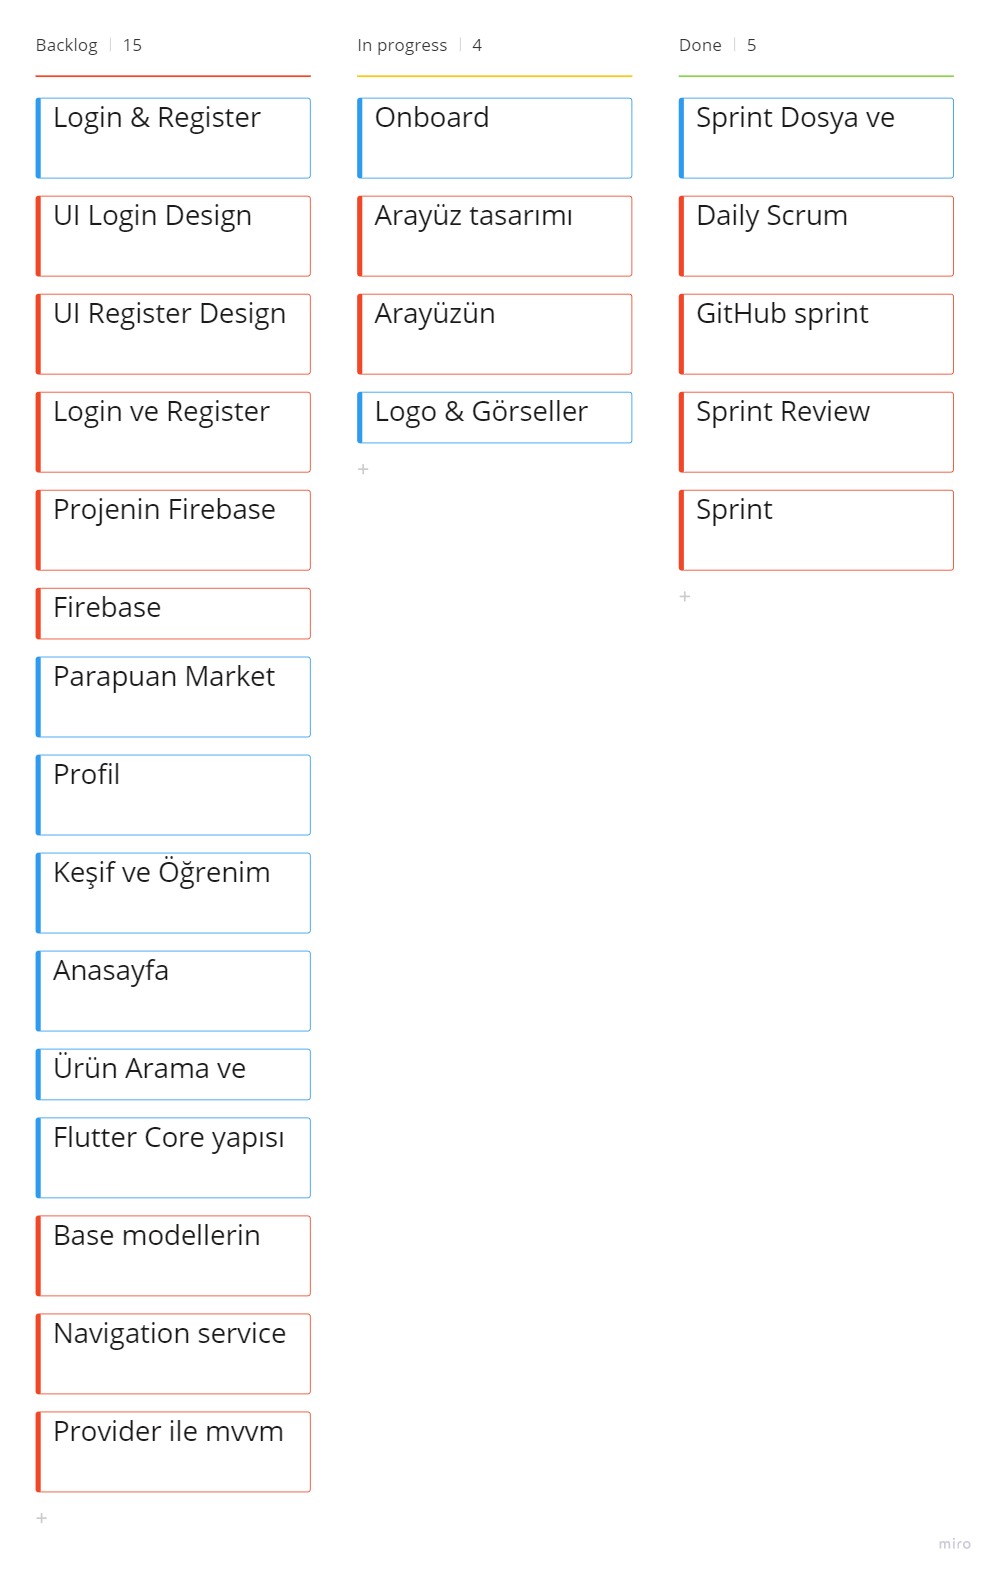 Backlog 15
Login & Register
UI Login Design
UI Register Design
Login ve Register
Projenin Firebase
Firebase
Parapuan Market
Profil
Keşif ve Öğrenim
Anasayfa
Ürün Arama ve
Flutter Core yapısı
Base modellerin
Navigation service
Provider ile mvvm
+
In progress 4
Onboard
Arayüz tasarımı
Arayüzün
Logo & Görseller
+
Done 5
Sprint Dosya ve
Daily Scrum
GitHub sprint
Sprint Review
Sprint
+
miro